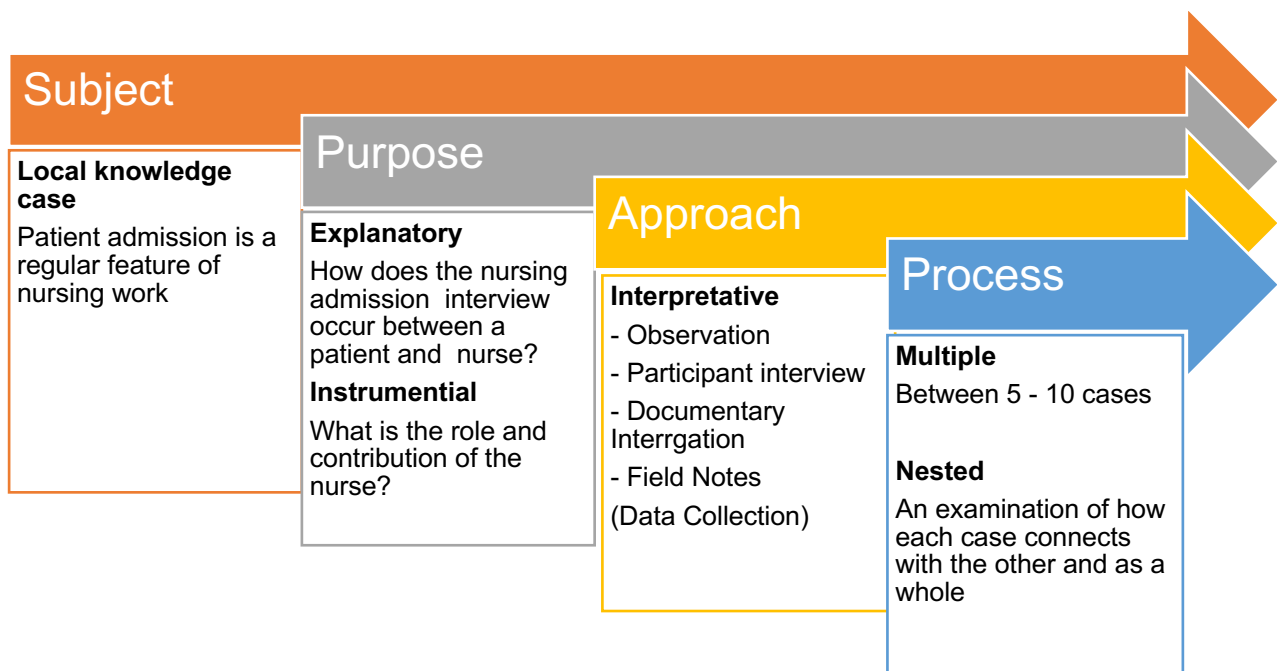 Subject
Local knowledge
case
Patient admission is a
regular feature of
nursing work
Purpose
Explanatory
How does the nursing
admission interview
occur between a
patient and nurse?
Instrumential
What is the role and
contribution of the
nurse?
Approach
Interpretative
- Observation
- Participant interview
- Documentary
Interrgation
- Field Notes
(Data Collection)
Process
Multiple
Between 5 - 10 cases
Nested
An examination of how
each case connects
with the other and as a
whole